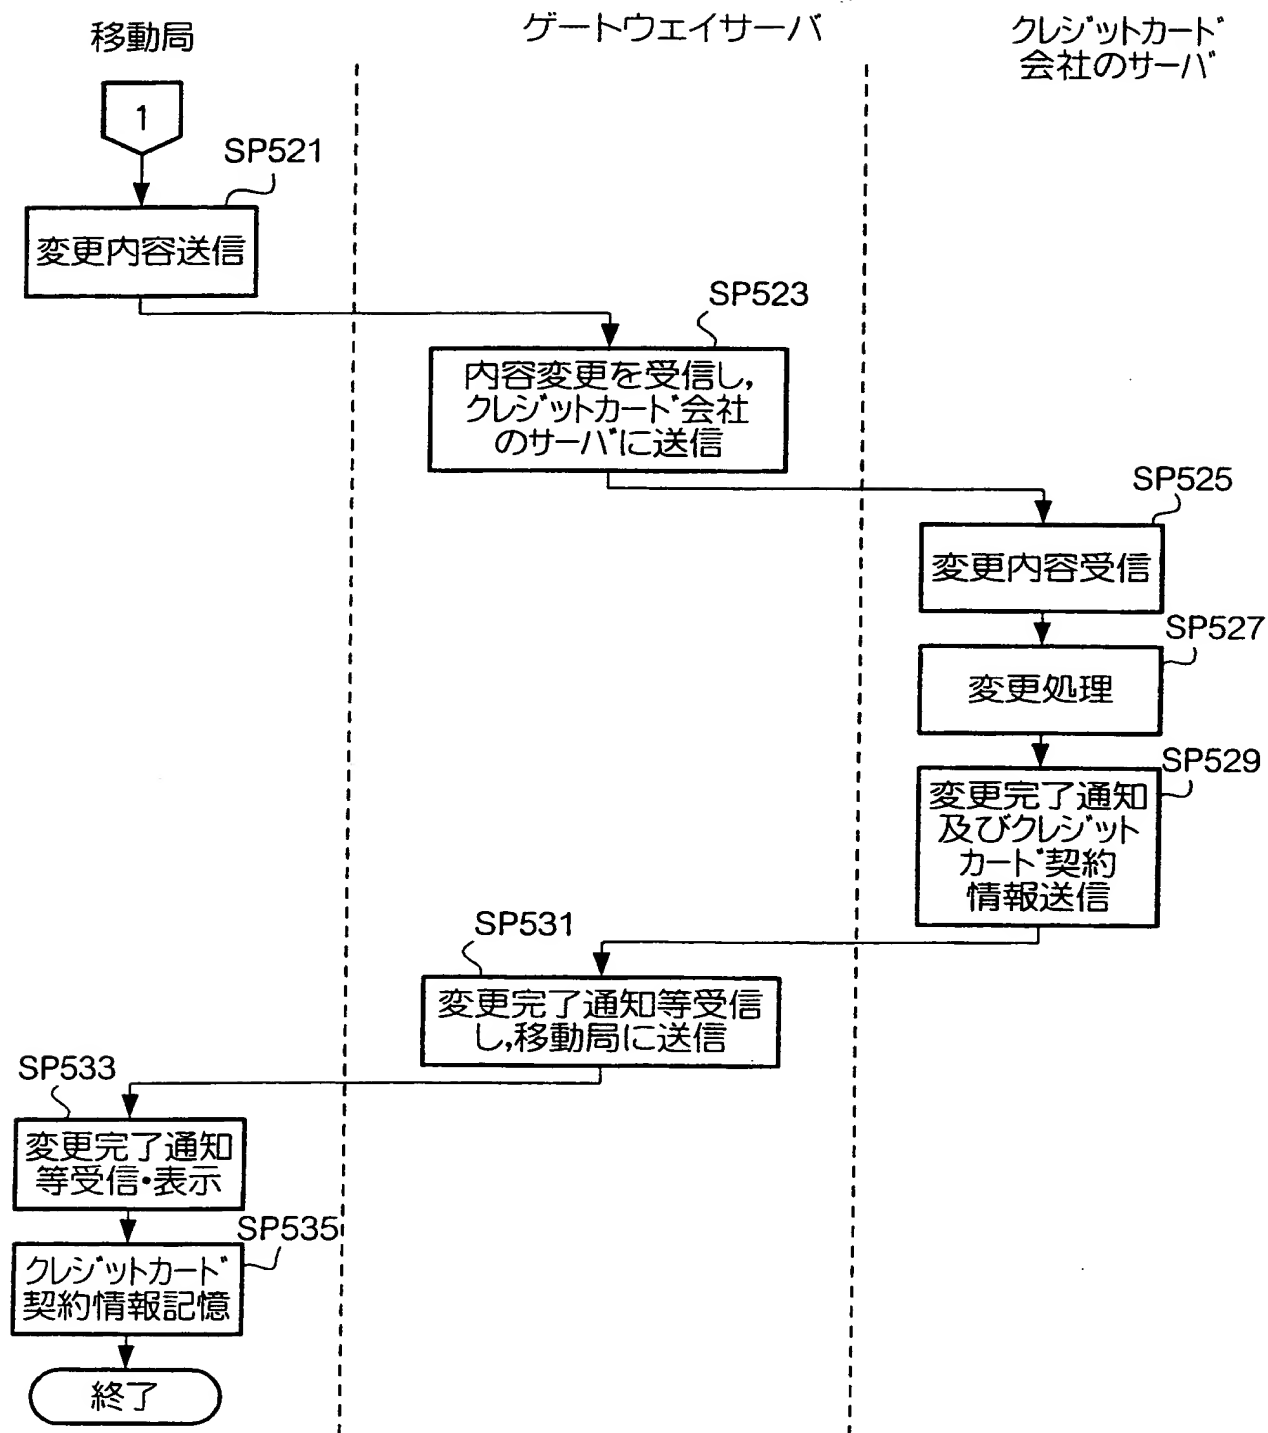 移動局
ゲートウェイサーバ
クレジットカード
会社のサーバ
1
SP521
変更内容送信
SP523
内容変更を受信し,
クレジットカード会社
のサーバに送信
SP525
変更内容受信
SP527
変更処理
SP529
変更完了通知
及びクレジット
カード契約
情報送信
SP531
変更完了通知等受信
し,移動局に送信
SP533
変更完了通知
等受信・表示
SP535
クレジットカード
契約情報記憶
終了